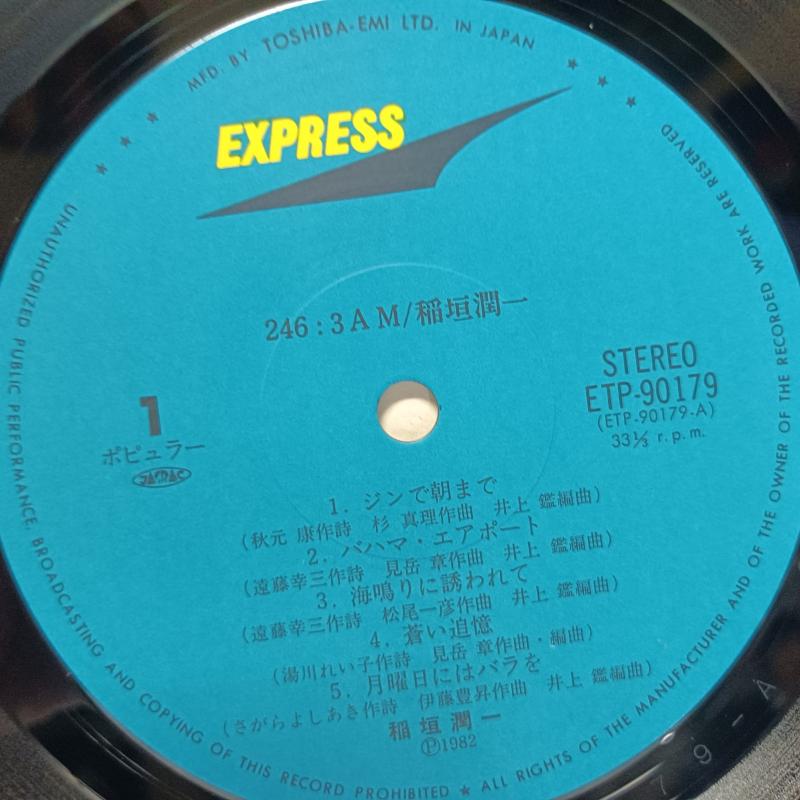 MFD. BY TOSHIBA-EMI LTD. IN JAPAN
EXPRESS
246 : 3 A M/稲垣潤一
STEREO
ETP-90179
(ETP-90179-A)
33⅓ r.p.m.
1
ポピュラー
JASRAC
1. ジンで朝まで
(秋元 康作詩 杉 真理作曲 井上 鑑編曲)
2. バハマ・エアポート
(遠藤幸三作詩 見岳 章作曲 井上 鑑編曲)
3. 海鳴りに誘われて
(遠藤幸三作詩 松尾一彦作曲 井上 鑑編曲)
4. 蒼い追憶
(湯川れい子作詩 見岳 章作曲・編曲)
5. 月曜日にはバラを
(さがらよしあき作詩 伊藤豊昇作曲 井上 鑑編曲)
稲垣潤一
Ⓟ1982
UNAUTHORIZED PUBLIC PERFORMANCE, BROADCASTING AND COPYING OF THIS RECORD PROHIBITED ★ ALL RIGHTS OF THE MANUFACTURER AND OF THE OWNER OF THE RECORDED WORK ARE RESERVED
79-A